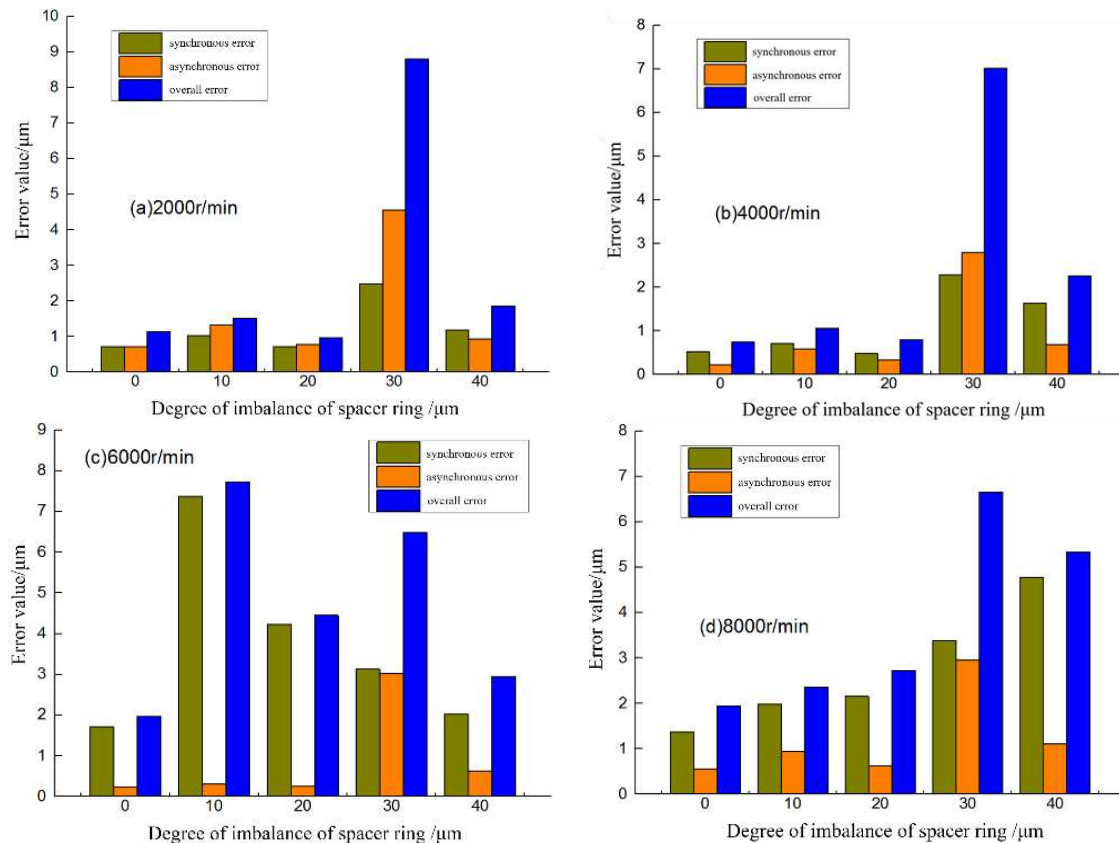 10
9
8
7
6
5
4
3
2
1
0
Error value/μm
synchronous error
asynchronous error
overall error
(a)2000r/min
0 10 20 30 40
Degree of imbalance of spacer ring /μm
8
7
6
5
4
3
2
1
0
Error value/μm
synchronous error
asynchronous error
overall error
(b)4000r/min
0 10 20 30 40
Degree of imbalance of spacer ring /μm
9
8
7
6
5
4
3
2
1
0
Error value/μm
(c)6000r/min
synchronous error
asynchronous error
overall error
0 10 20 30 40
Degree of imbalance of spacer ring /μm
8
7
6
5
4
3
2
1
0
Error value/μm
synchronous error
asynchronous error
overall error
(d)8000r/min
0 10 20 30 40
Degree of imbalance of spacer ring /μm